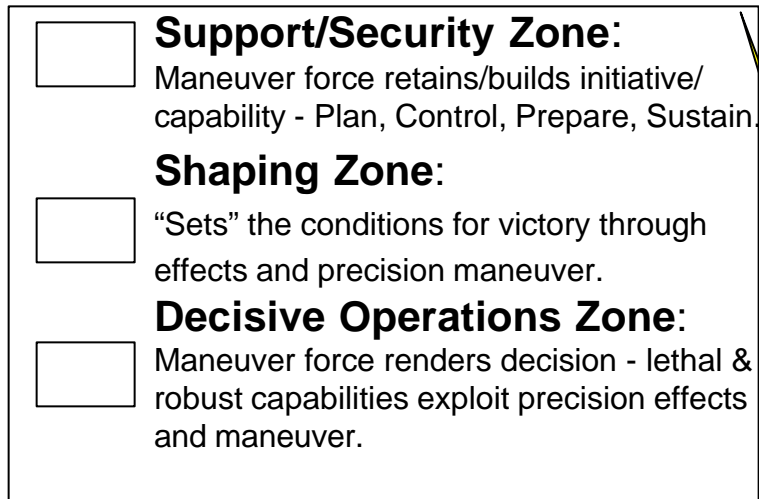 Support/Security Zone:
Maneuver force retains/builds initiative/
capability - Plan, Control, Prepare, Sustain.
Shaping Zone:
“Sets” the conditions for victory through
effects and precision maneuver.
Decisive Operations Zone:
Maneuver force renders decision - lethal &
robust capabilities exploit precision effects
and maneuver.